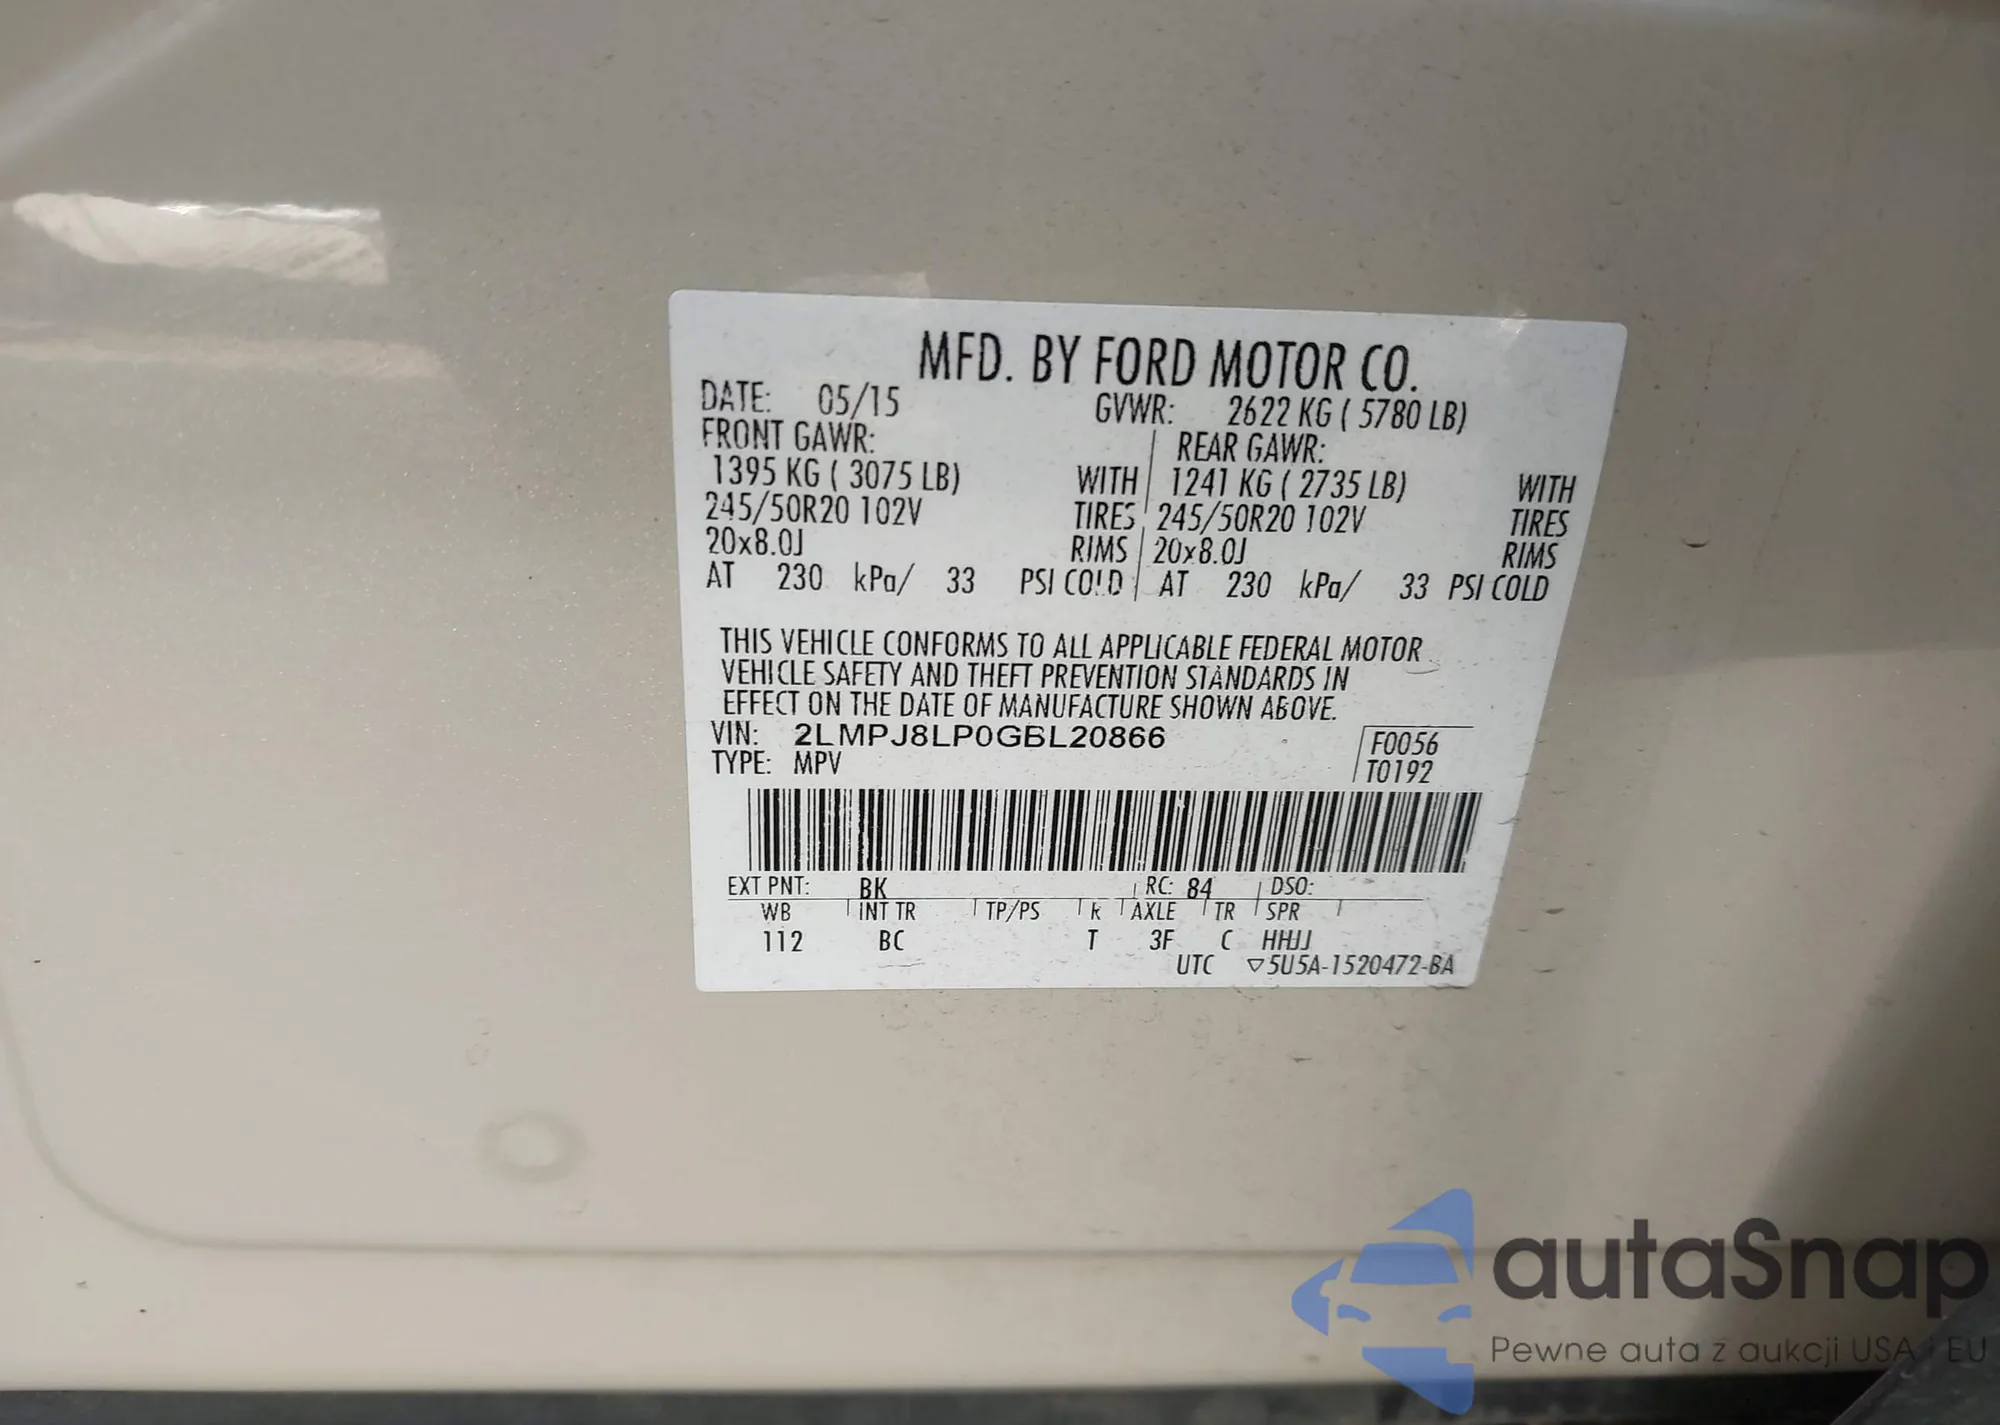 MFD. BY FORD MOTOR CO.
DATE: 05/15 GVWR: 2622 KG ( 5780 LB)
FRONT GAWR: REAR GAWR:
1395 KG ( 3075 LB) WITH 1241 KG ( 2735 LB) WITH
245/50R20 102V TIRES 245/50R20 102V TIRES
20x8.0J RIMS 20x8.0J RIMS
AT 230 kPa/ 33 PSI COLD AT 230 kPa/ 33 PSI COLD
THIS VEHICLE CONFORMS TO ALL APPLICABLE FEDERAL MOTOR
VEHICLE SAFETY AND THEFT PREVENTION STANDARDS IN
EFFECT ON THE DATE OF MANUFACTURE SHOWN ABOVE.
VIN: 2LMPJ8LP0GBL20866 F0056
TYPE: MPV T0192
EXT PNT: BK RC: 84 DSO:
WB INT TR TP/PS R AXLE TR SPR
112 BC T 3F C HHJJ
UTC ▽5U5A-1520472-BA
autaSnap
Pewne auta z aukcji USA i EU